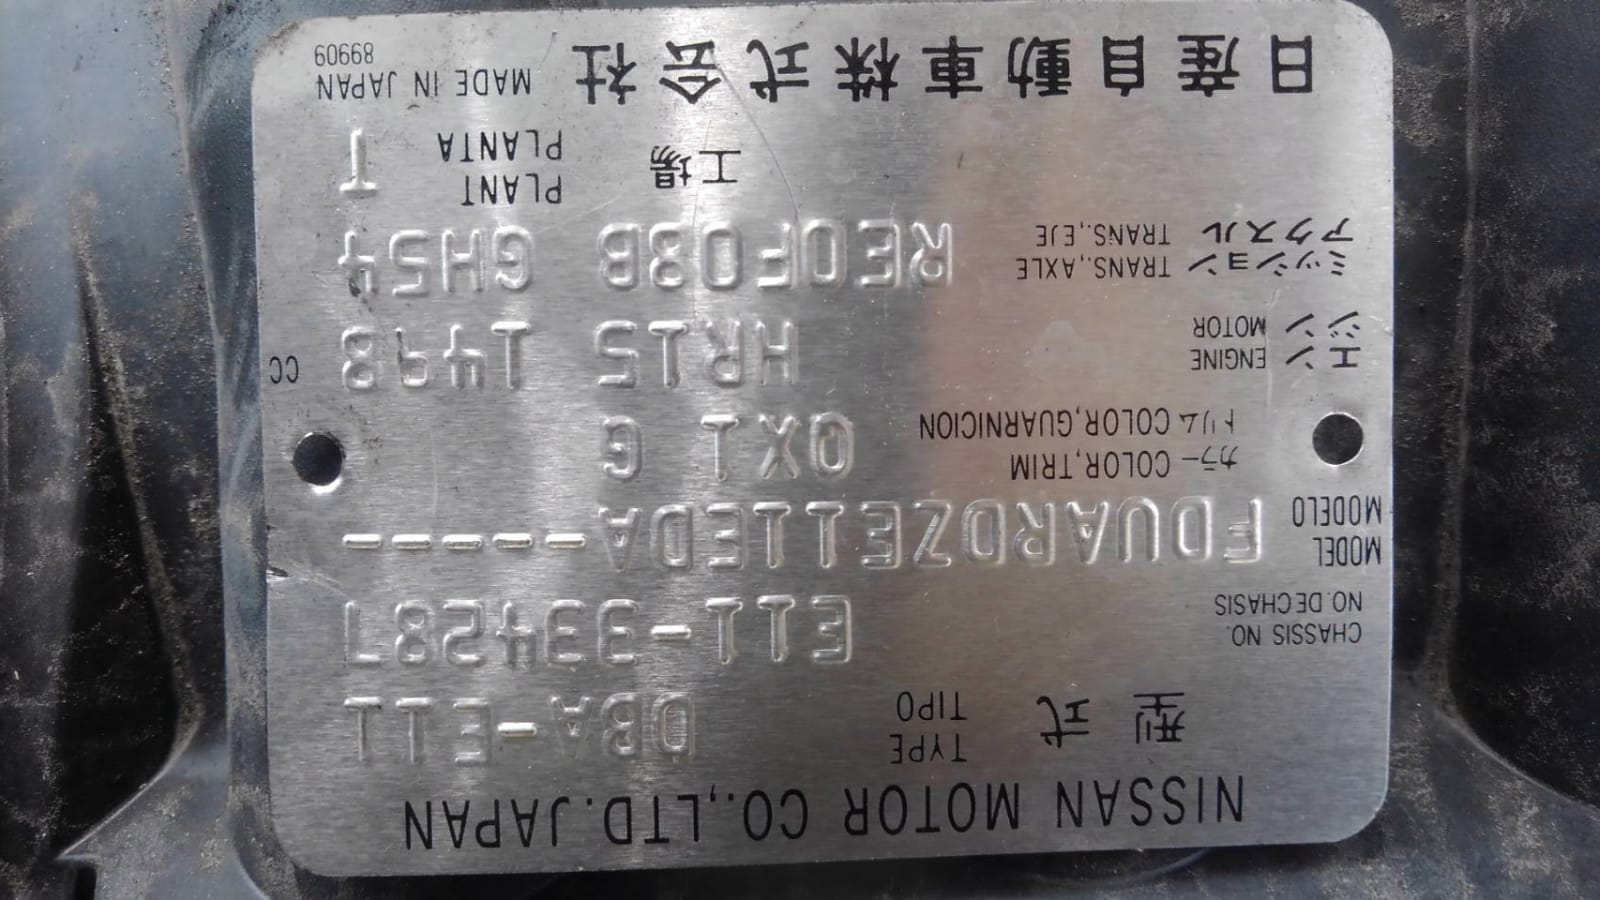 NISSAN MOTOR CO.,LTD.JAPAN
型式 TYPE TIPO DBA-E11
CHASSIS NO. NO.DE CHASIS E11-334287
MODEL MODELO FDUARDZE11EDA-----
カラー COLOR,TRIM トリム COLOR,GUARNICION QX1 G
エンジン ENGINE MOTOR HR15 1498 CC
ミッション アクスル TRANS.,AXLE TRANS.,EJE RE0F08B GH54
工場 PLANT PLANTA T
日産自動車株式会社 MADE IN JAPAN
89909